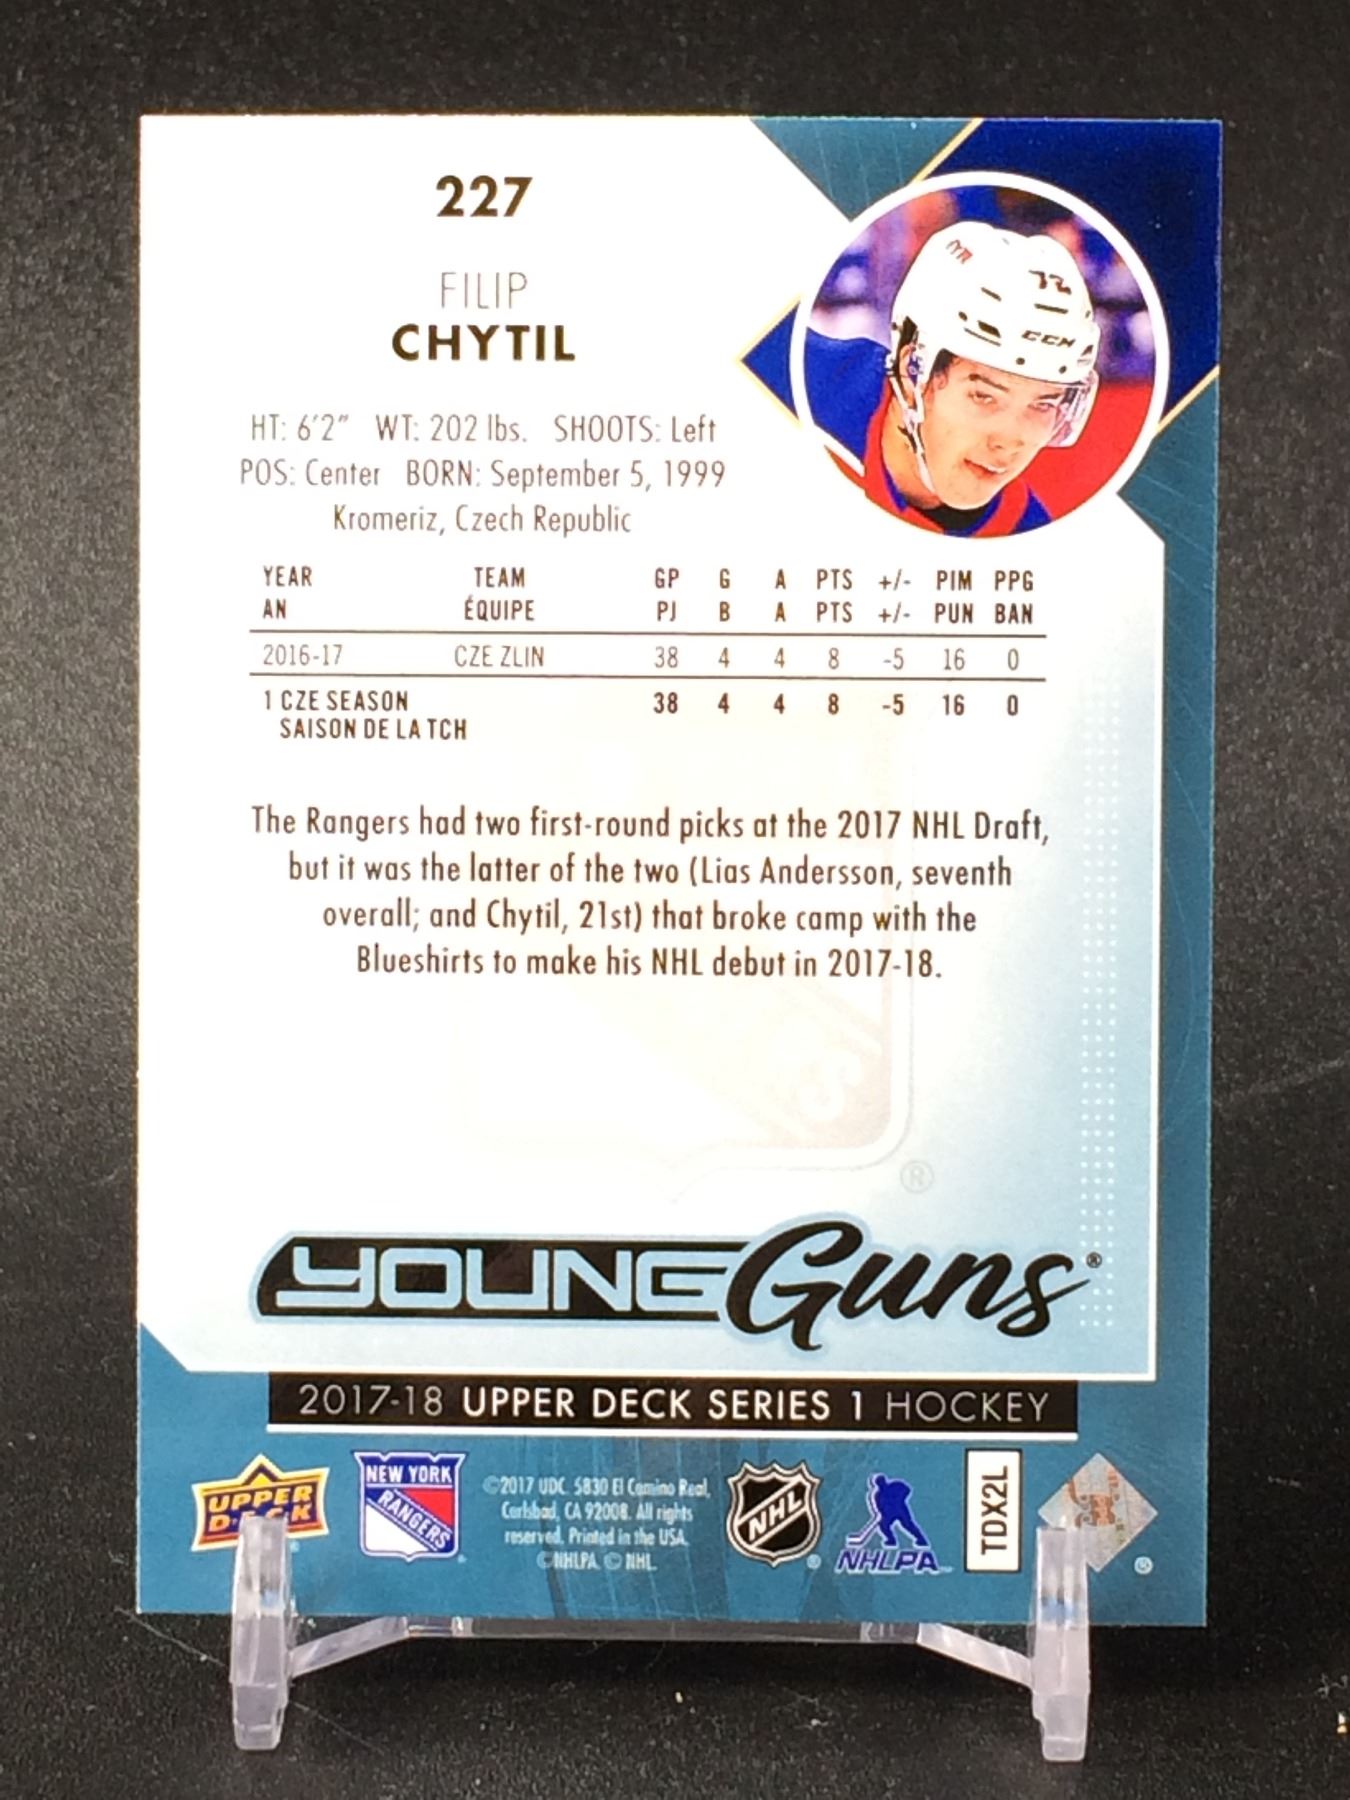 227
FILIP
CHYTIL
72
CCM
HT: 6'2" WT: 202 lbs. SHOOTS: Left
POS: Center BORN: September 5, 1999
Kromeriz, Czech Republic
YEAR TEAM GP G A PTS +/- PIM PPG
AN ÉQUIPE PJ B A PTS +/- PUN BAN
2016-17 CZE ZLIN 38 4 4 8 -5 16 0
1 CZE SEASON 38 4 4 8 -5 16 0
SAISON DE LA TCH
The Rangers had two first-round picks at the 2017 NHL Draft,
but it was the latter of the two (Lias Andersson, seventh
overall; and Chytil, 21st) that broke camp with the
Blueshirts to make his NHL debut in 2017-18.
®
YOUNG Guns®
2017-18 UPPER DECK SERIES 1 HOCKEY
UPPER
DECK
NEW YORK
RANGERS
©2017 UDC. 5830 El Camino Real,
Carlsbad, CA 92008. All rights
reserved. Printed in the USA.
©NHLPA. © NHL.
NHL
NHLPA
TDX2L